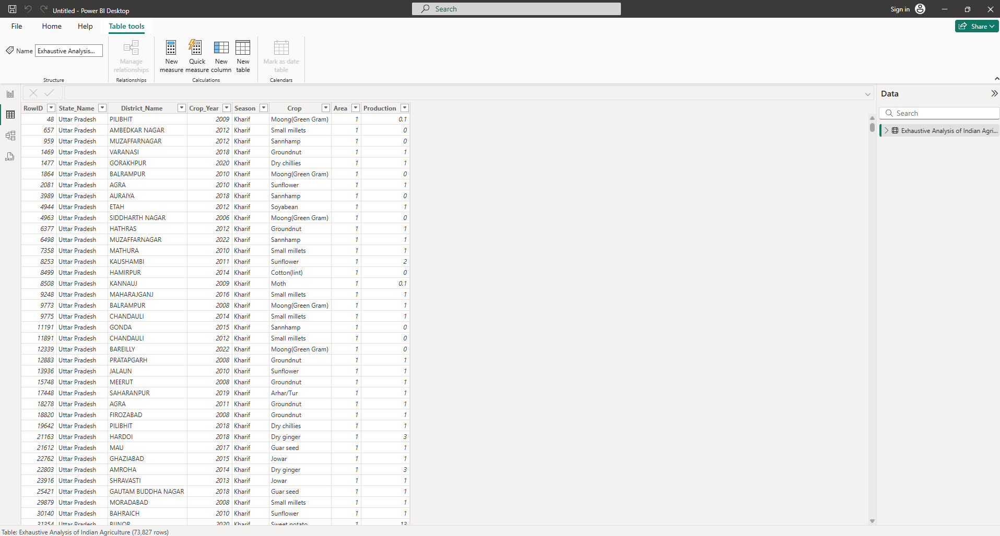 Untitled - Power BI Desktop
Search
Sign in
File Home Help Table tools
Share
Name Exhaustive Analysis...
Manage relationships
New measure
Quick measure
New column
New table
Mark as date table
Structure Relationships Calculations Calendars
Data
Search
Exhaustive Analysis of Indian Agri...
DAX
RowID State_Name District_Name Crop_Year Season Crop Area Production
48 Uttar Pradesh PILIBHIT 2009 Kharif Moong(Green Gram) 1 0.1
657 Uttar Pradesh AMBEDKAR NAGAR 2012 Kharif Small millets 1 0
959 Uttar Pradesh MUZAFFARNAGAR 2012 Kharif Sannhamp 1 0
1469 Uttar Pradesh VARANASI 2018 Kharif Groundnut 1 1
1477 Uttar Pradesh GORAKHPUR 2020 Kharif Dry chillies 1 1
1864 Uttar Pradesh BALRAMPUR 2010 Kharif Moong(Green Gram) 1 0
2081 Uttar Pradesh AGRA 2010 Kharif Sunflower 1 1
3989 Uttar Pradesh AURAIYA 2018 Kharif Sannhamp 1 0
4944 Uttar Pradesh ETAH 2012 Kharif Soyabean 1 1
4963 Uttar Pradesh SIDDHARTH NAGAR 2006 Kharif Moong(Green Gram) 1 0
6377 Uttar Pradesh HATHRAS 2012 Kharif Groundnut 1 1
6498 Uttar Pradesh MUZAFFARNAGAR 2022 Kharif Sannhamp 1 1
7358 Uttar Pradesh MATHURA 2010 Kharif Small millets 1 1
8253 Uttar Pradesh KAUSHAMBI 2011 Kharif Sunflower 1 2
8499 Uttar Pradesh HAMIRPUR 2014 Kharif Cotton(lint) 1 0
8508 Uttar Pradesh KANNAUJ 2009 Kharif Moth 1 0.1
9248 Uttar Pradesh MAHARAJGANJ 2016 Kharif Small millets 1 1
9773 Uttar Pradesh BALRAMPUR 2008 Kharif Moong(Green Gram) 1 1
9775 Uttar Pradesh CHANDAULI 2014 Kharif Small millets 1 1
11191 Uttar Pradesh GONDA 2015 Kharif Sannhamp 1 0
11891 Uttar Pradesh CHANDAULI 2012 Kharif Small millets 1 0
12339 Uttar Pradesh BAREILLY 2022 Kharif Moong(Green Gram) 1 0
12883 Uttar Pradesh PRATAPGARH 2008 Kharif Groundnut 1 1
13936 Uttar Pradesh JALAUN 2010 Kharif Sunflower 1 1
15748 Uttar Pradesh MEERUT 2008 Kharif Groundnut 1 1
17448 Uttar Pradesh SAHARANPUR 2019 Kharif Arhar/Tur 1 1
18278 Uttar Pradesh AGRA 2011 Kharif Groundnut 1 1
18820 Uttar Pradesh FIROZABAD 2008 Kharif Groundnut 1 1
19642 Uttar Pradesh PILIBHIT 2018 Kharif Dry chillies 1 1
21163 Uttar Pradesh HARDOI 2018 Kharif Dry ginger 1 3
21612 Uttar Pradesh MAU 2017 Kharif Guar seed 1 1
22762 Uttar Pradesh GHAZIABAD 2015 Kharif Jowar 1 1
22803 Uttar Pradesh AMROHA 2014 Kharif Dry ginger 1 3
23916 Uttar Pradesh SHRAVASTI 2013 Kharif Jowar 1 1
25421 Uttar Pradesh GAUTAM BUDDHA NAGAR 2018 Kharif Guar seed 1 1
29879 Uttar Pradesh MORADABAD 2008 Kharif Small millets 1 1
30140 Uttar Pradesh BAHRAICH 2010 Kharif Sunflower 1 1
31354 Uttar Pradesh BIJNOR 2020 Kharif Sweet potato 1 13
Table: Exhaustive Analysis of Indian Agriculture (73,827 rows)